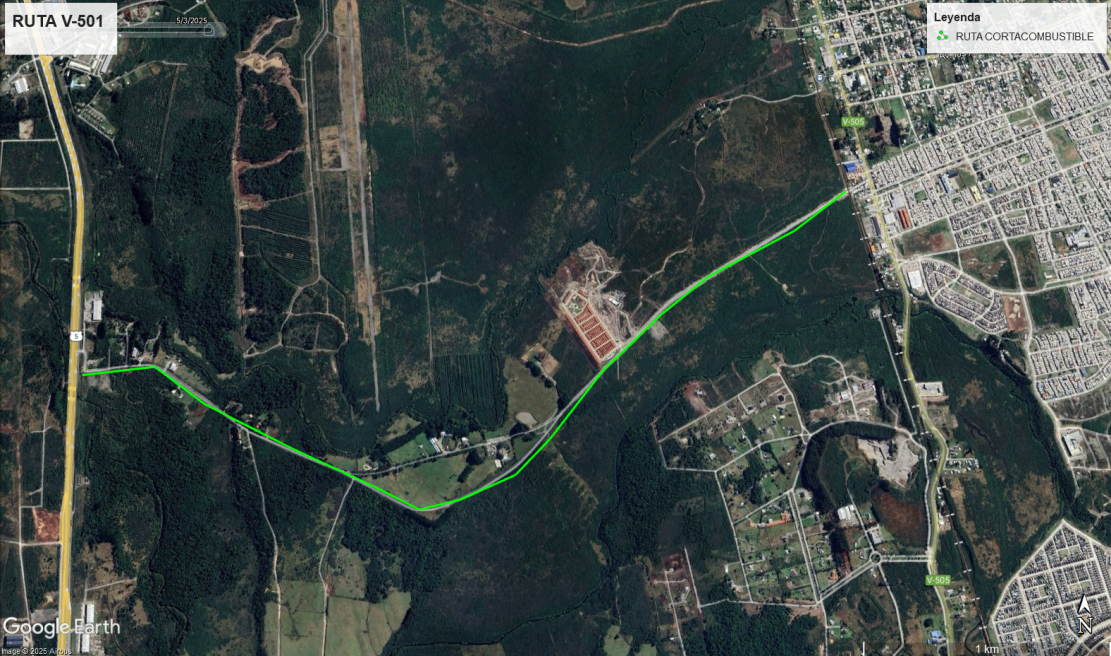 RUTA V-501
5/3/2025
Leyenda
RUTA CORTACOMBUSTIBLE
V-505
5
V-505
Google Earth
Image © 2025 Airbus
1 km
N